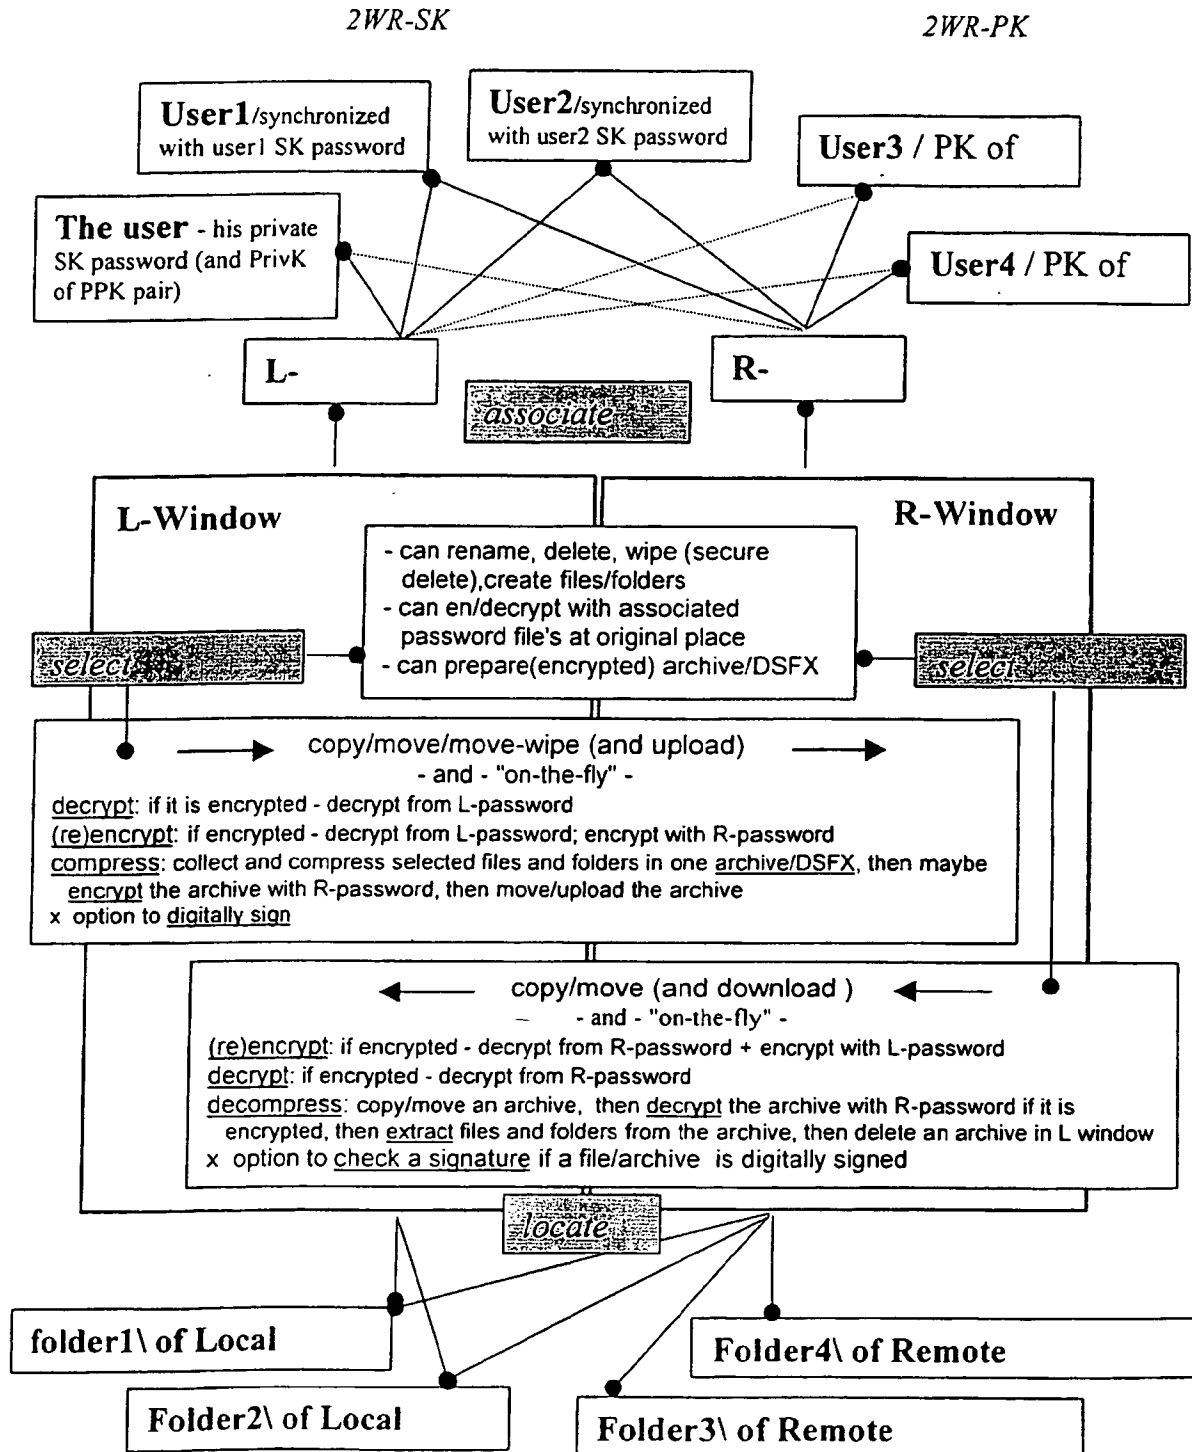 2WR-SK
2WR-PK
User1/synchronized
with user1 SK password
User2/synchronized
with user2 SK password
User3 / PK of
The user - his private
SK password (and PrivK
of PPK pair)
User4 / PK of
L-
R-
associate
L-Window
R-Window
- can rename, delete, wipe (secure
delete),create files/folders
- can en/decrypt with associated
password file's at original place
- can prepare(encrypted) archive/DSFX
select
select
copy/move/move-wipe (and upload)
- and - "on-the-fly" -
decrypt: if it is encrypted - decrypt from L-password
(re)encrypt: if encrypted - decrypt from L-password; encrypt with R-password
compress: collect and compress selected files and folders in one archive/DSFX, then maybe
encrypt the archive with R-password, then move/upload the archive
x option to digitally sign
copy/move (and download )
- and - "on-the-fly" -
(re)encrypt: if encrypted - decrypt from R-password + encrypt with L-password
decrypt: if encrypted - decrypt from R-password
decompress: copy/move an archive, then decrypt the archive with R-password if it is
encrypted, then extract files and folders from the archive, then delete an archive in L window
x option to check a signature if a file/archive is digitally signed
locate
folder1\ of Local
Folder4\ of Remote
Folder2\ of Local
Folder3\ of Remote